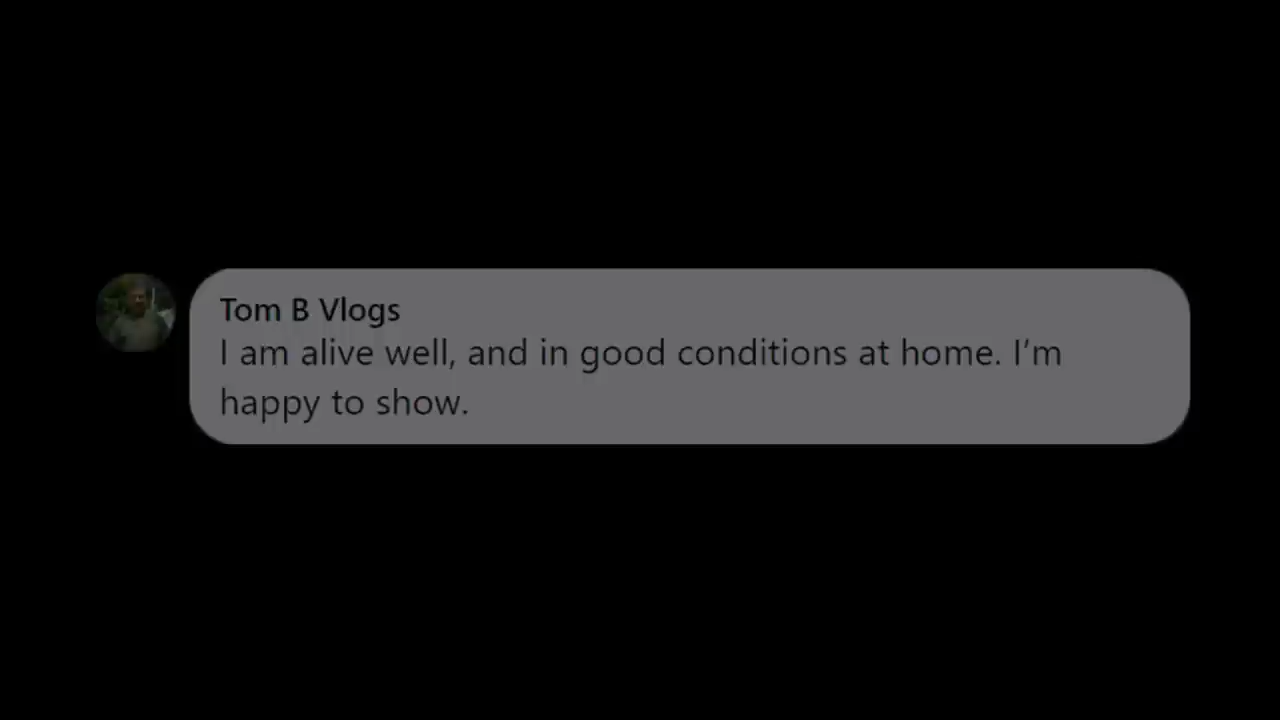 Tom B Vlogs
I am alive well, and in good conditions at home. I'm
happy to show.